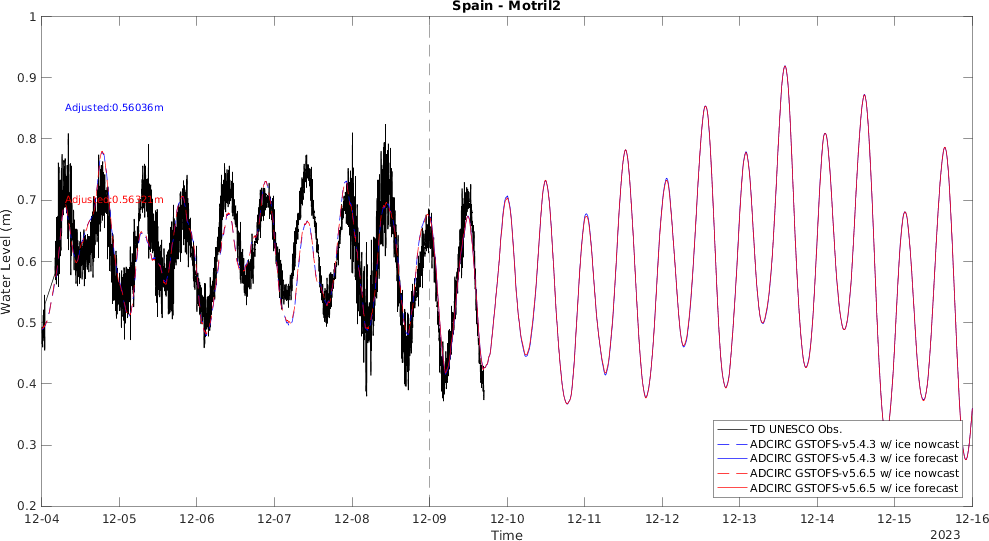 Spain - Motril2
Water Level (m)
1
0.9
0.8
0.7
0.6
0.5
0.4
0.3
0.2
Adjusted:0.56036m
TD UNESCO Obs.
ADCIRC GSTOFS-v5.4.3 w/ ice nowcast
ADCIRC GSTOFS-v5.4.3 w/ ice forecast
ADCIRC GSTOFS-v5.6.5 w/ ice nowcast
ADCIRC GSTOFS-v5.6.5 w/ ice forecast
12-04 12-05 12-06 12-07 12-08 12-09 12-10 12-11 12-12 12-13 12-14 12-15 12-16
Time
2023